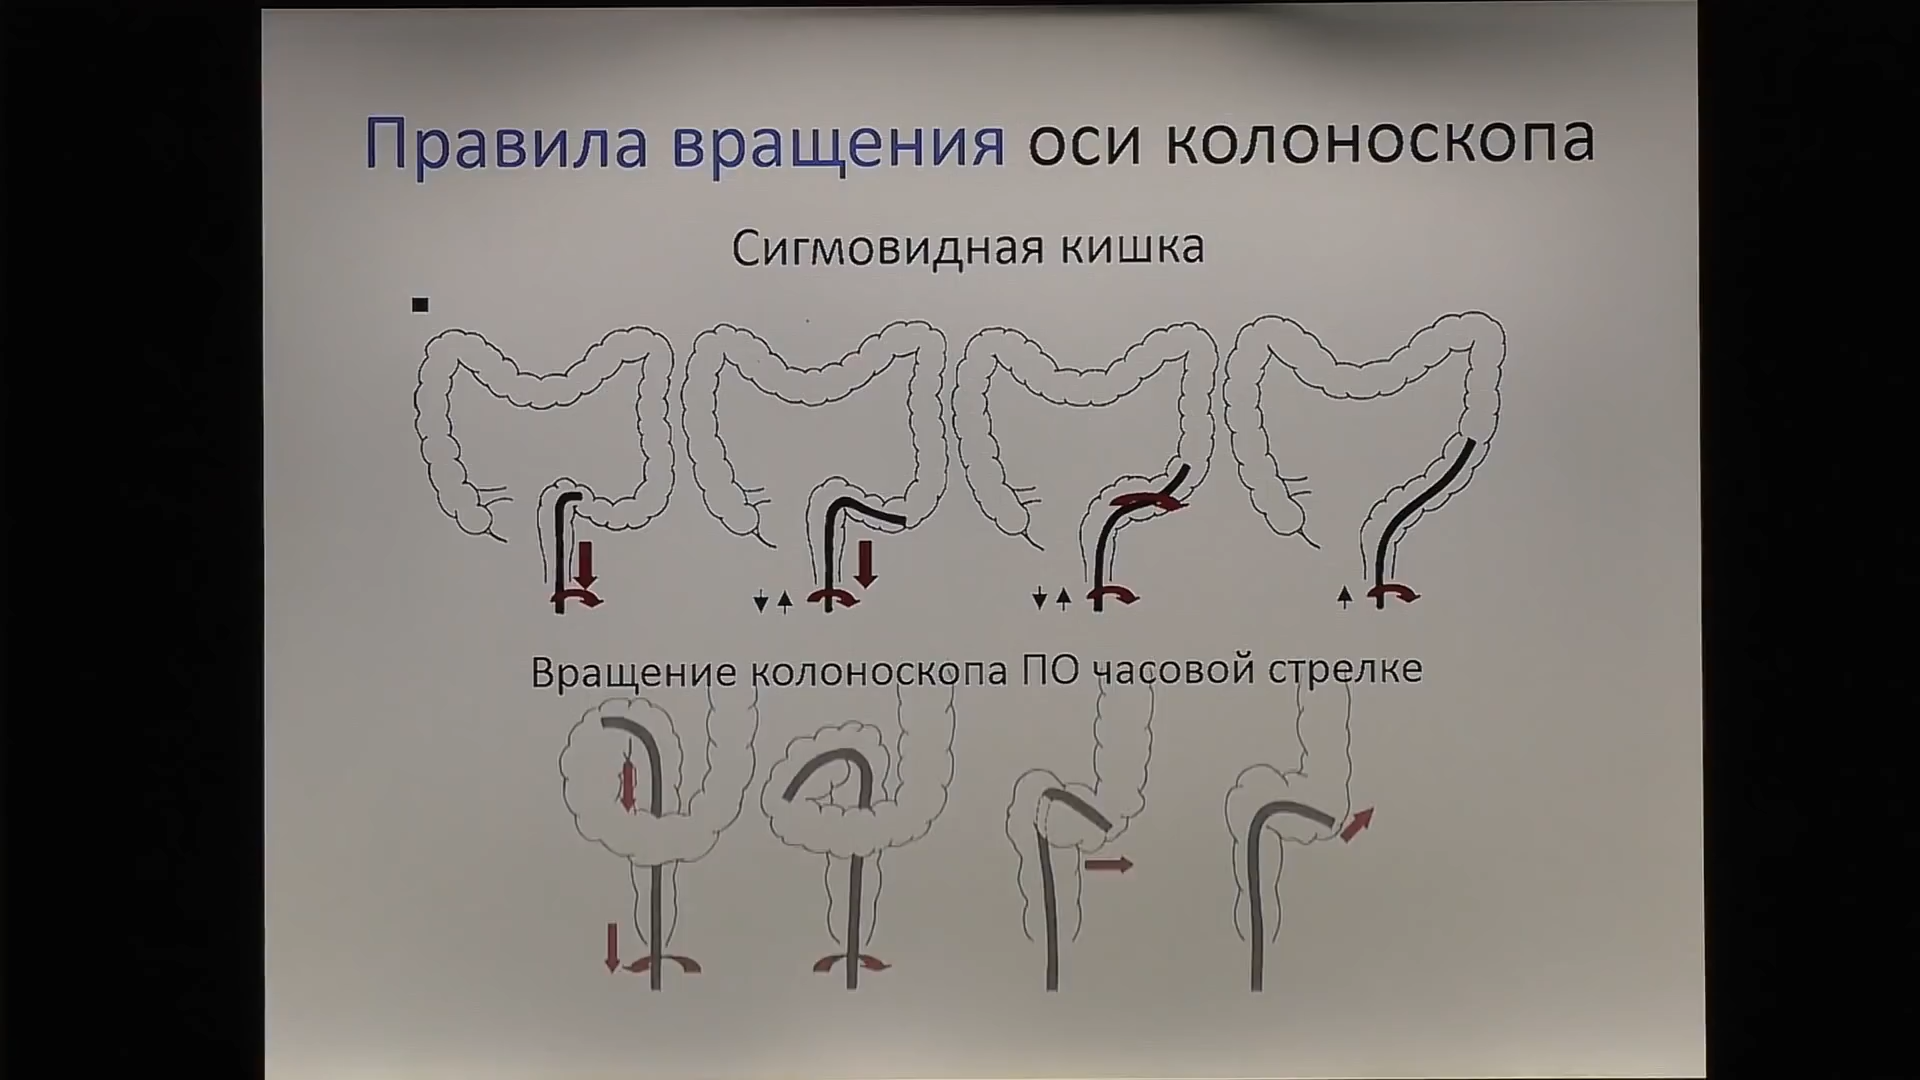 Правила вращения оси колоноскопа
Сигмовидная кишка
Вращение колоноскопа ПО часовой стрелке